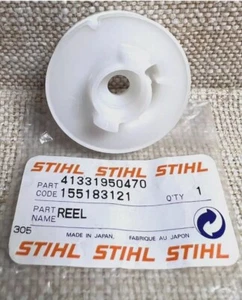 STIHL STIHL STIHL
PART 41331950470
CODE 155183121 Q'TY 1
PART NAME REEL
305
MADE IN JAPAN, FABRIQUE AU JAPON
STIHL STIHL STIHL